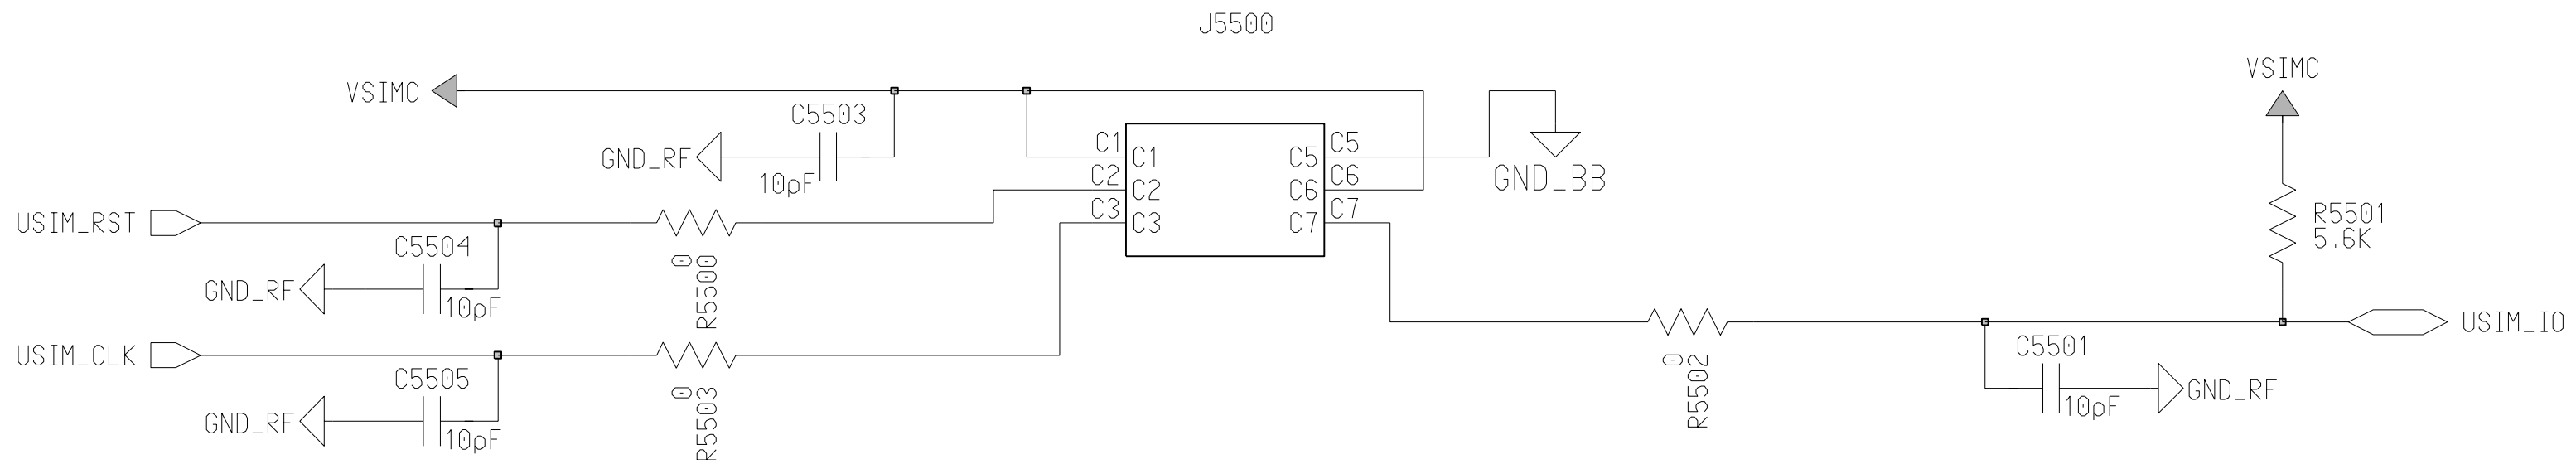 J5500
VSIMC
VSIMC
C5503
GND_RF
10pF
C1
C1
C2
C2
C3
C3
C5
C5
C6
C6
C7
C7
GND_BB
USIM_RST
C5504
GND_RF
10pF
0
R5500
R5501
5.6K
USIM_CLK
C5505
GND_RF
10pF
0
R5503
0
R5502
USIM_IO
C5501
10pF
GND_RF